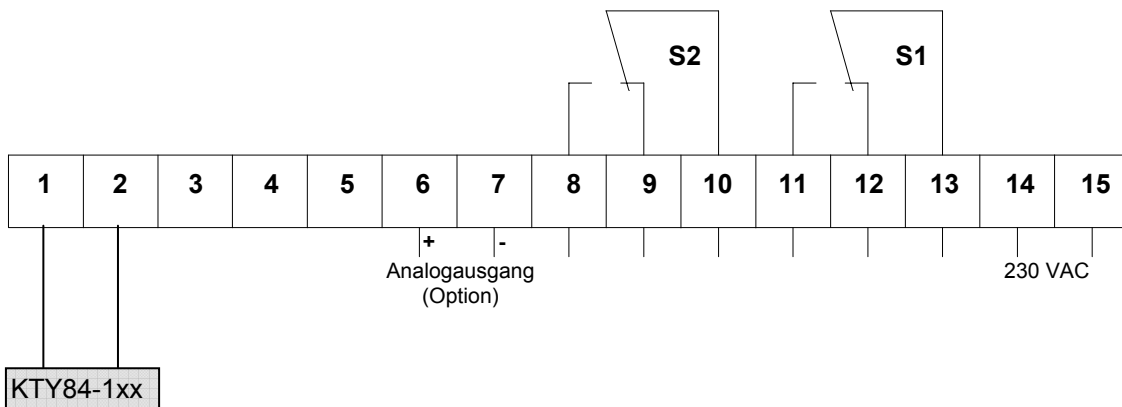 S2 S1
1 2 3 4 5 6 7 8 9 10 11 12 13 14 15
+ -
Analogausgang 230 VAC
(Option)
KTY84-1xx